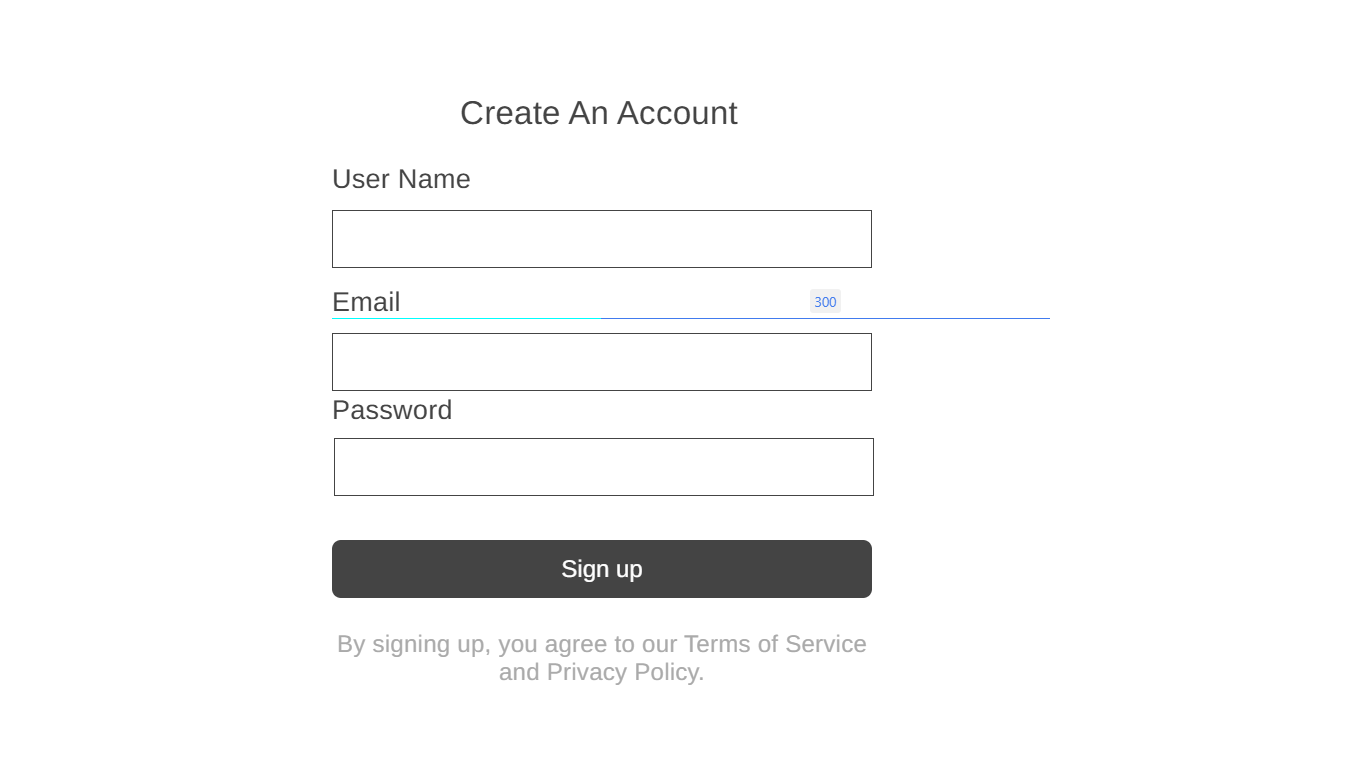 Create An Account
User Name
Email
300
Password
Sign up
By signing up, you agree to our Terms of Service
and Privacy Policy.